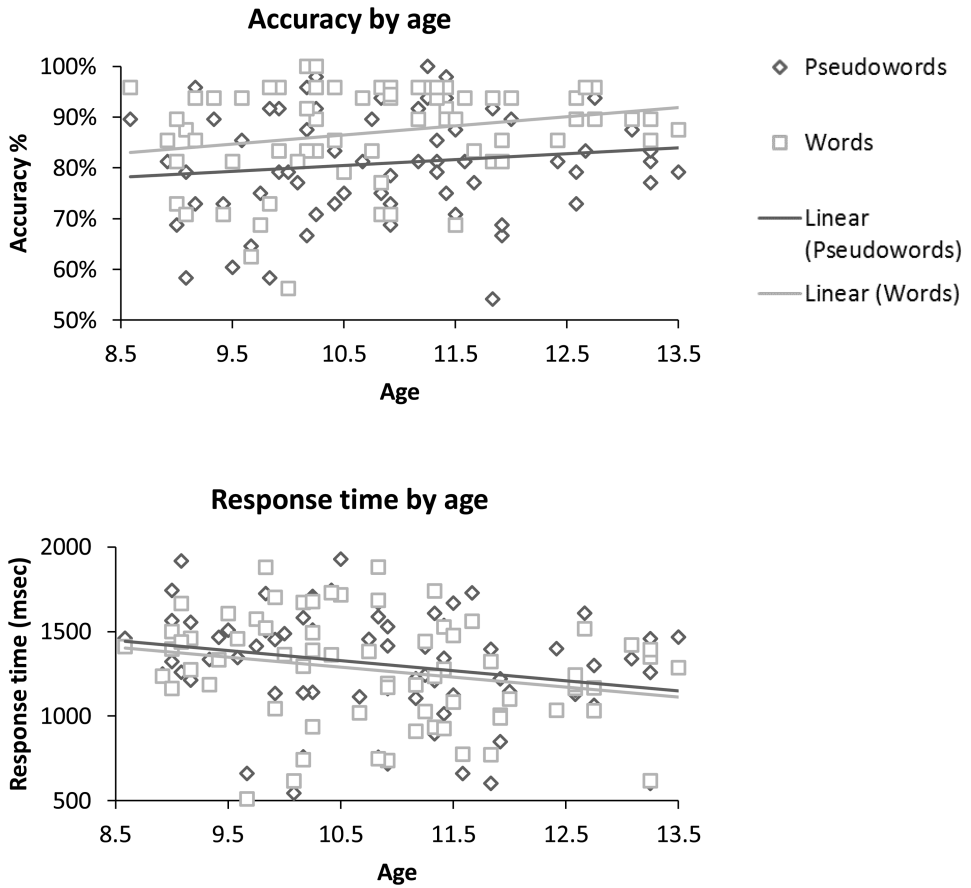 Accuracy by age
100%
90%
80%
70%
60%
50%
Accuracy %
8.5 9.5 10.5 11.5 12.5 13.5
Age
Pseudowords
Words
Linear
(Pseudowords)
Linear (Words)
Response time by age
2000
1500
1000
500
Response time (msec)
8.5 9.5 10.5 11.5 12.5 13.5
Age